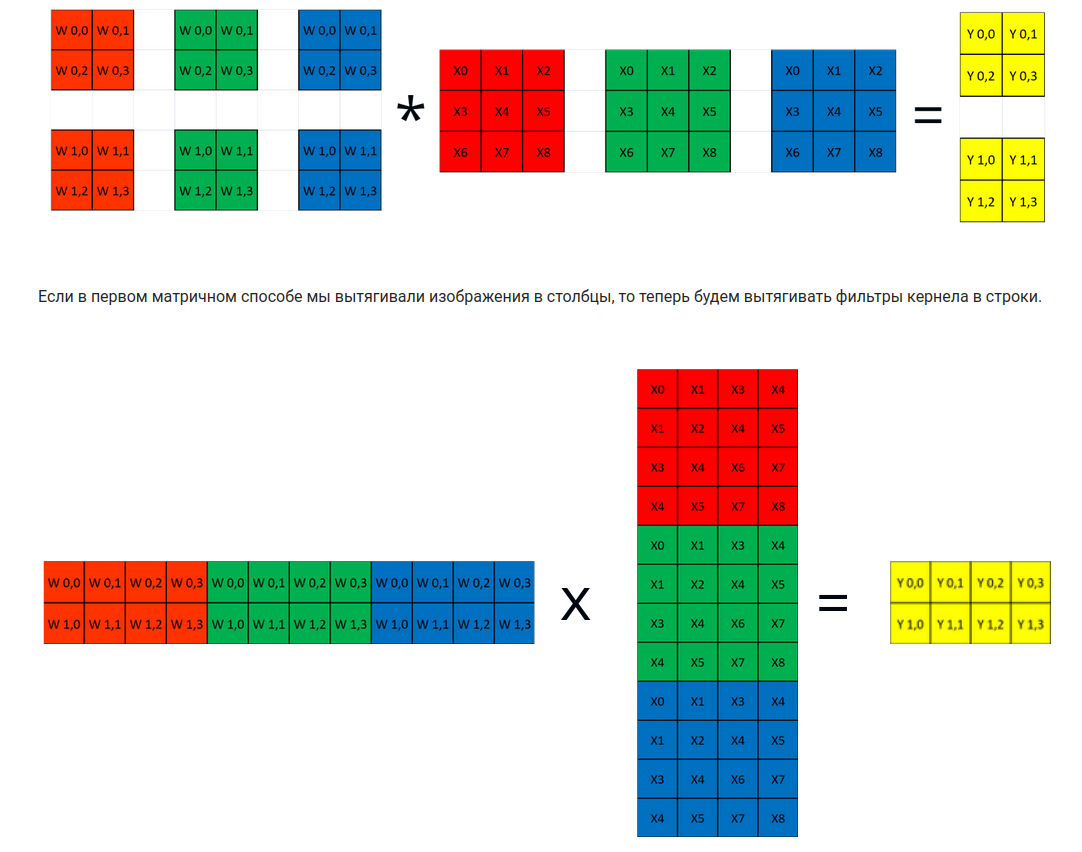 W 0,0 W 0,1 W 0,0 W 0,1 W 0,0 W 0,1
W 0,2 W 0,3 W 0,2 W 0,3 W 0,2 W 0,3
W 1,0 W 1,1 W 1,0 W 1,1 W 1,0 W 1,1
W 1,2 W 1,3 W 1,2 W 1,3 W 1,2 W 1,3
*
X0 X1 X2 X0 X1 X2 X0 X1 X2
X3 X4 X5 X3 X4 X5 X3 X4 X5
X6 X7 X8 X6 X7 X8 X6 X7 X8
=
Y 0,0 Y 0,1
Y 0,2 Y 0,3
Y 1,0 Y 1,1
Y 1,2 Y 1,3
Если в первом матричном способе мы вытягивали изображения в столбцы, то теперь будем вытягивать фильтры кернела в строки.
W 0,0 W 0,1 W 0,2 W 0,3 W 0,0 W 0,1 W 0,2 W 0,3 W 0,0 W 0,1 W 0,2 W 0,3
W 1,0 W 1,1 W 1,2 W 1,3 W 1,0 W 1,1 W 1,2 W 1,3 W 1,0 W 1,1 W 1,2 W 1,3
x
X0 X1 X3 X4
X1 X2 X4 X5
X3 X4 X6 X7
X4 X5 X7 X8
X0 X1 X3 X4
X1 X2 X4 X5
X3 X4 X6 X7
X4 X5 X7 X8
X0 X1 X3 X4
X1 X2 X4 X5
X3 X4 X6 X7
X4 X5 X7 X8
=
Y 0,0 Y 0,1 Y 0,2 Y 0,3
Y 1,0 Y 1,1 Y 1,2 Y 1,3